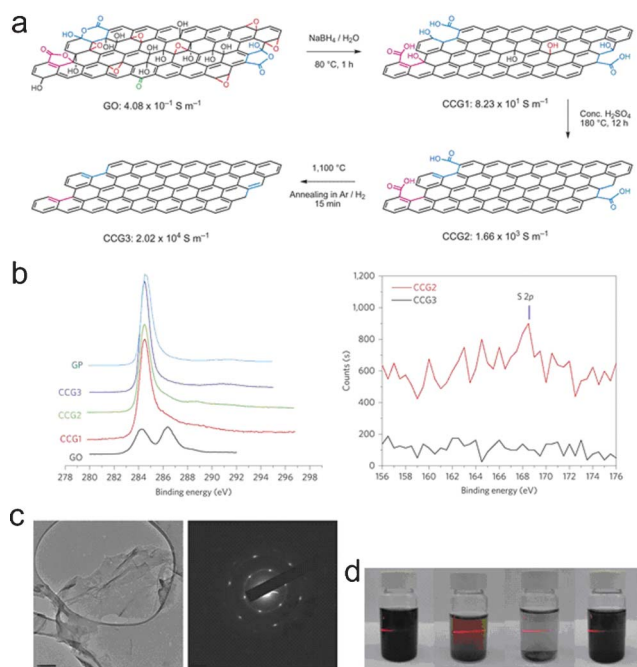 a
NaBH4 / H2O
80 °C, 1 h
GO: 4.08 x 10⁻¹ S m⁻¹
CCG1: 8.23 x 10¹ S m⁻¹
Conc. H2SO4
180 °C, 12 h
1,100 °C
Annealing in Ar / H2
15 min
CCG3: 2.02 x 10⁴ S m⁻¹
CCG2: 1.66 x 10³ S m⁻¹
b
GP
CCG3
CCG2
CCG1
GO
278 280 282 284 286 288 290 292 294 296 298
Binding energy (eV)
CCG2
CCG3
S 2p
Counts (s)
1,200
1,000
800
600
400
200
0
156 158 160 162 164 166 168 170 172 174 176
Binding energy (eV)
c
d